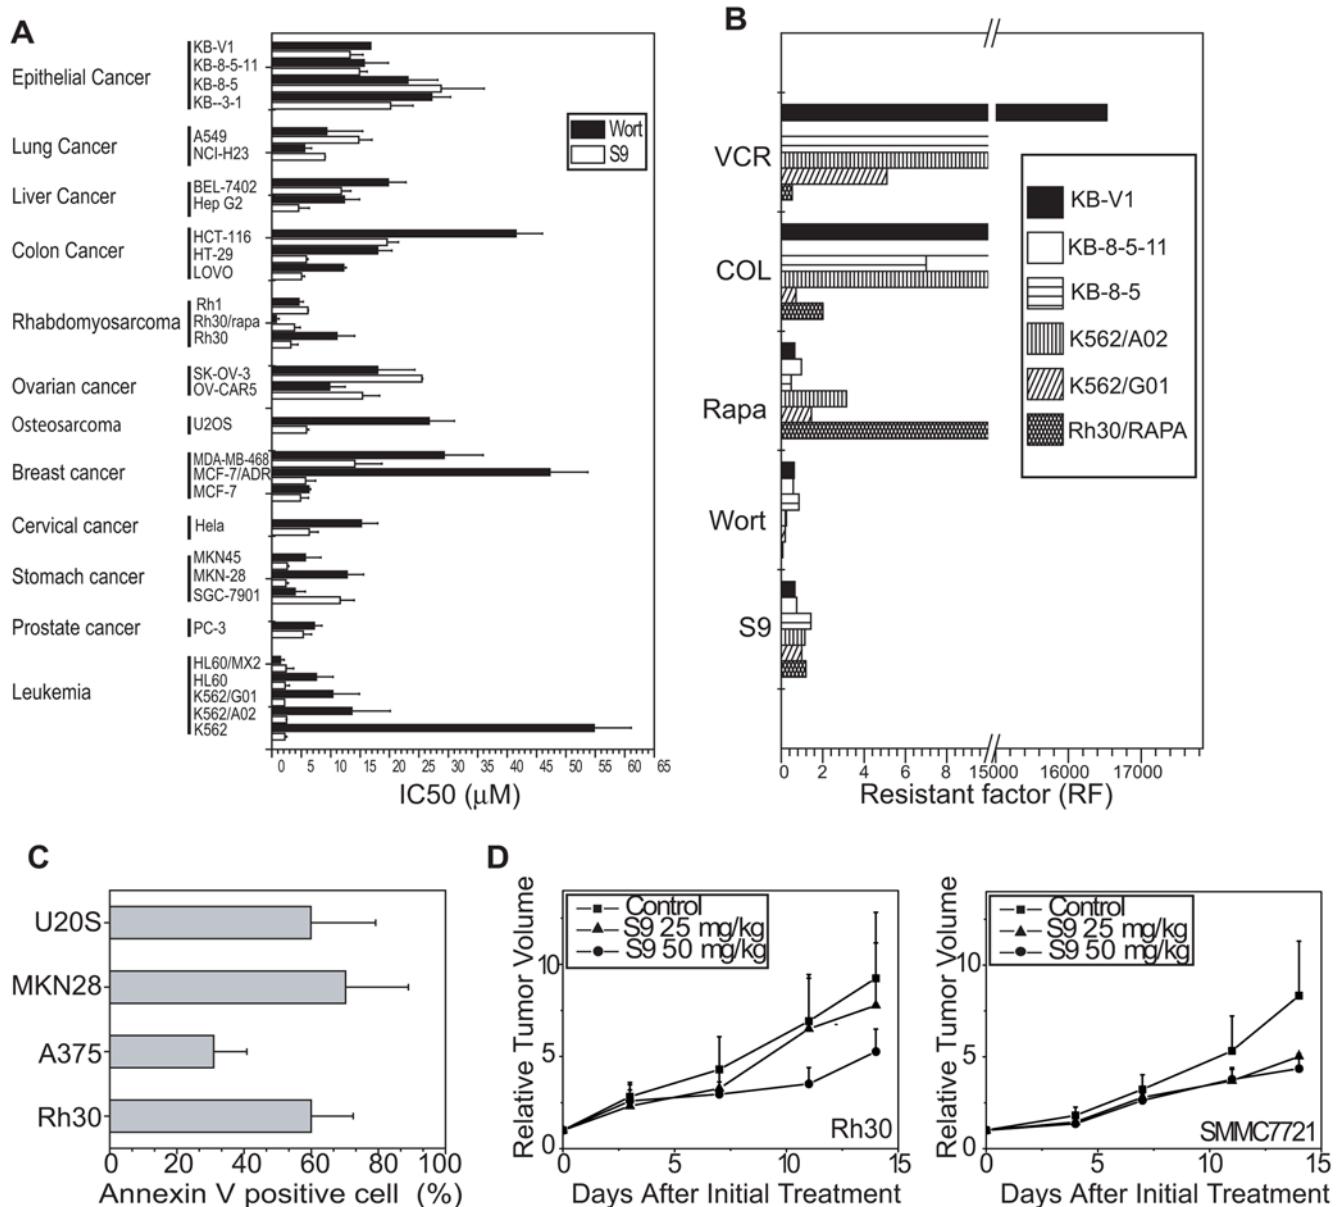 A
Epithelial Cancer
KB-V1
KB-8-5-11
KB-8-5
KB--3-1
Lung Cancer
A549
NCI-H23
Liver Cancer
BEL-7402
Hep G2
Colon Cancer
HCT-116
HT-29
LOVO
Rhabdomyosarcoma
Rh1
Rh30/rapa
Rh30
Ovarian cancer
SK-OV-3
OV-CAR5
Osteosarcoma
U2OS
Breast cancer
MDA-MB-468
MCF-7/ADR
MCF-7
Cervical cancer
Hela
Stomach cancer
MKN45
MKN-28
SGC-7901
Prostate cancer
PC-3
Leukemia
HL60/MX2
HL60
K562/G01
K562/A02
K562
Wort
S9
0 5 10 15 20 25 30 35 40 45 50 55 60 65
IC50 (μM)
B
VCR
COL
Rapa
Wort
S9
KB-V1
KB-8-5-11
KB-8-5
K562/A02
K562/G01
Rh30/RAPA
0 2 4 6 8 15000 16000 17000
Resistant factor (RF)
C
U20S
MKN28
A375
Rh30
0 20 40 60 80 100
Annexin V positive cell (%)
D
Relative Tumor Volume
10
5
0
Control
S9 25 mg/kg
S9 50 mg/kg
Rh30
0 5 10 15
Days After Initial Treatment
Relative Tumor Volume
10
5
0
Control
S9 25 mg/kg
S9 50 mg/kg
SMMC7721
0 5 10 15
Days After Initial Treatment